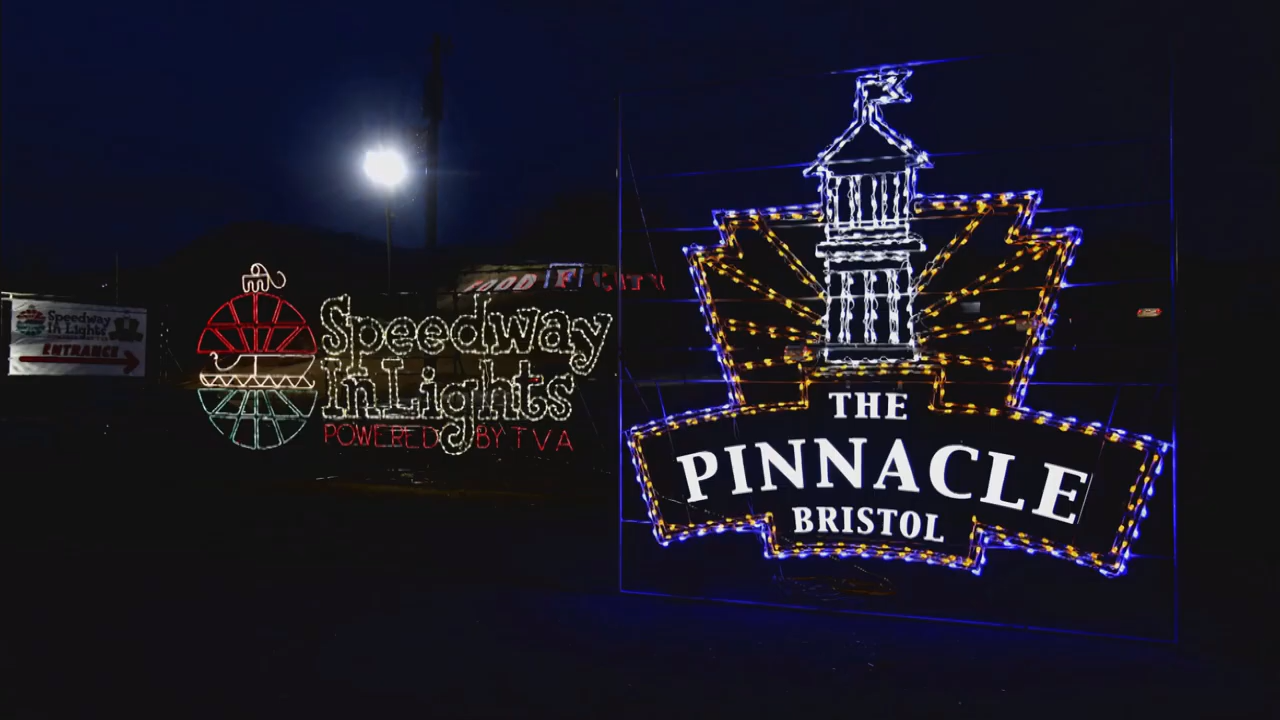 Speedway
In Lights
ENTRANCE
Speedway
InLights
POWERED BY TVA
FOOD CITY
THE
PINNACLE
BRISTOL